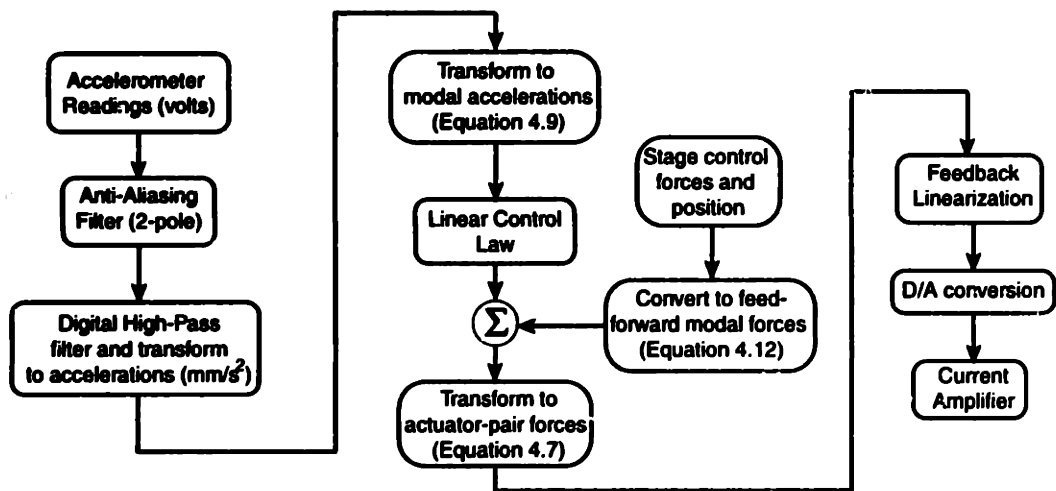 Accelerometer
Readings (volts)
Anti-Aliasing
Filter (2-pole)
Digital High-Pass
filter and transform
to accelerations (mm/s²)
Transform to
modal accelerations
(Equation 4.9)
Linear Control
Law
Σ
Transform to
actuator-pair forces
(Equation 4.7)
Stage control
forces and
position
Convert to feed-
forward modal forces
(Equation 4.12)
Feedback
Linearization
D/A conversion
Current
Amplifier